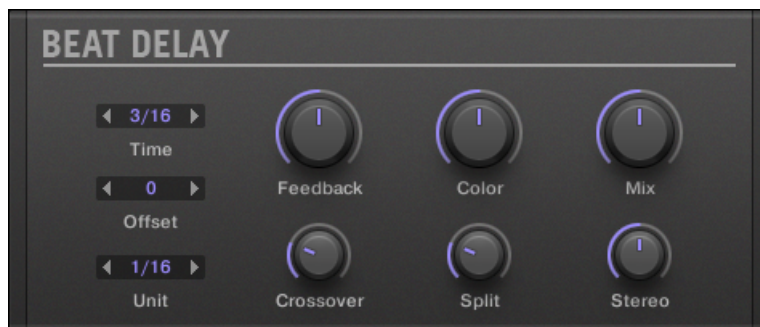 BEAT DELAY
3/16
Time
Feedback Color Mix
0
Offset
1/16
Unit
Crossover Split Stereo